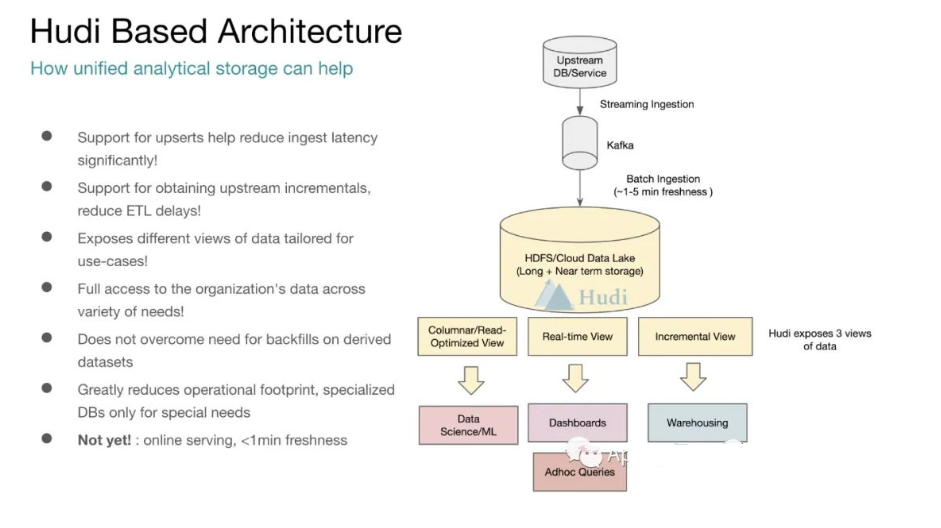 Hudi Based Architecture
How unified analytical storage can help
Support for upserts help reduce ingest latency
significantly!
Support for obtaining upstream incrementals,
reduce ETL delays!
Exposes different views of data tailored for
use-cases!
Full access to the organization's data across
variety of needs!
Does not overcome need for backfills on derived
datasets
Greatly reduces operational footprint, specialized
DBs only for special needs
Not yet! : online serving, <1min freshness
Upstream
DB/Service
Streaming Ingestion
Kafka
Batch Ingestion
(~1-5 min freshness )
HDFS/Cloud Data Lake
(Long + Near term storage)
Hudi
Columnar/Read-
Optimized View
Real-time View
Incremental View
Hudi exposes 3 views
of data
Data
Science/ML
Dashboards
Warehousing
Adhoc Queries